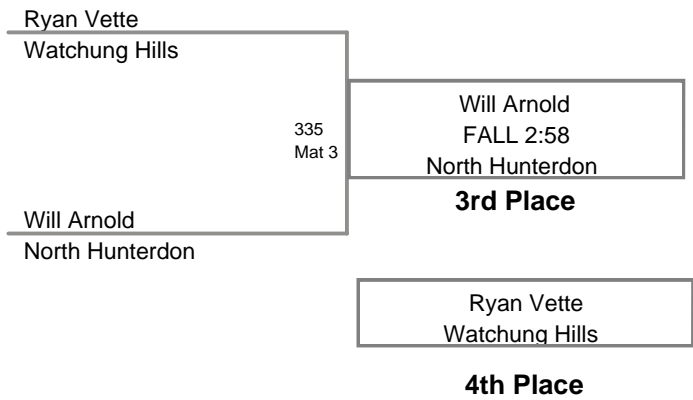 Ryan Vette
Watchung Hills
335
Mat 3
Will Arnold
FALL 2:58
North Hunterdon
3rd Place
Will Arnold
North Hunterdon
Ryan Vette
Watchung Hills
4th Place